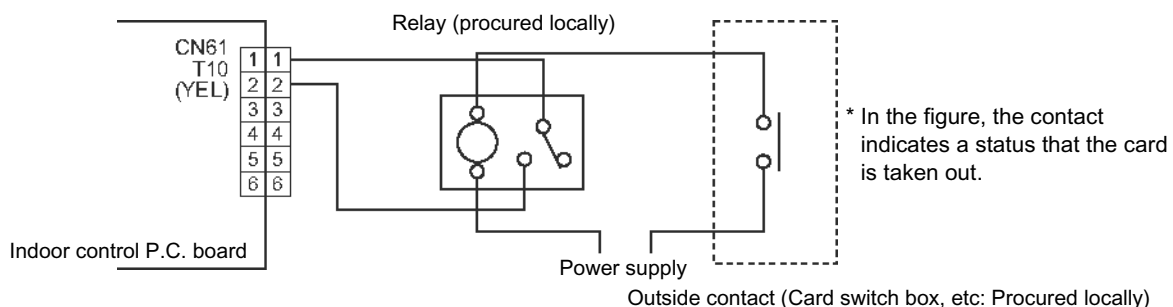 Relay (procured locally)
CN61
T10
(YEL)
1 1
2 2
3 3
4 4
5 5
6 6
* In the figure, the contact
indicates a status that the card
is taken out.
Indoor control P.C. board
Power supply
Outside contact (Card switch box, etc: Procured locally)